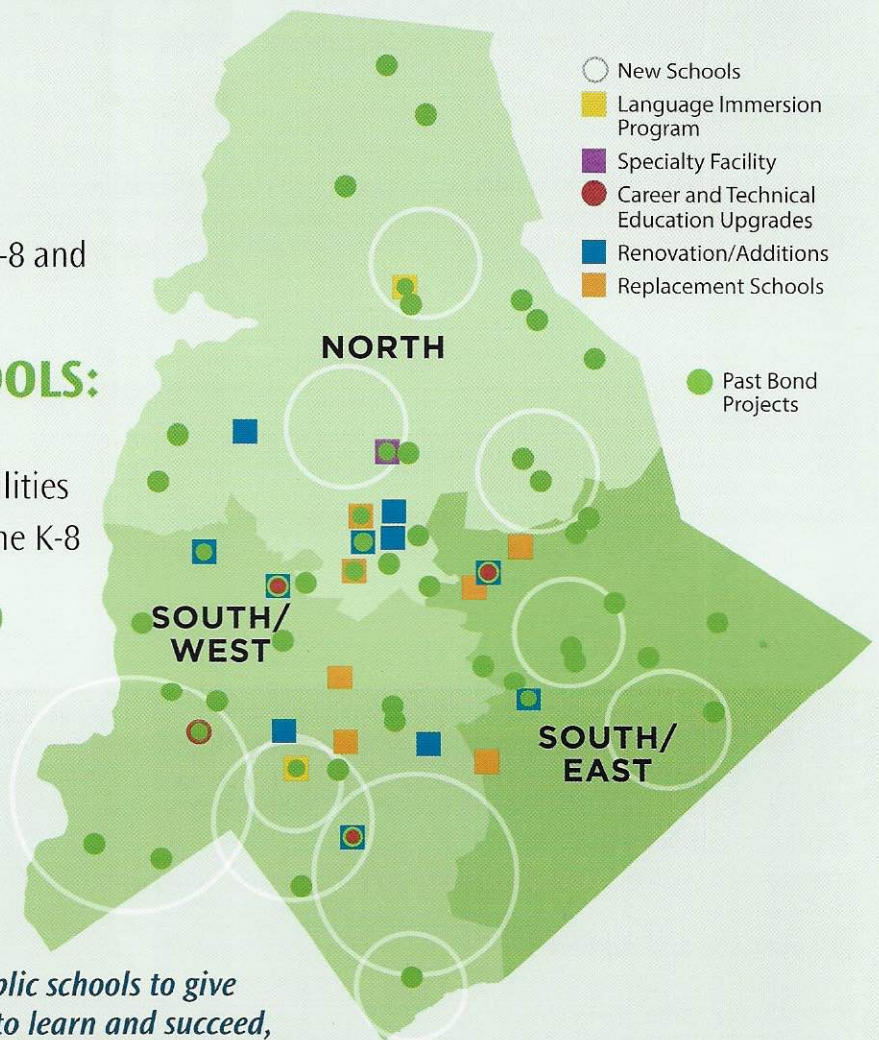 -8 and
OOLS:
lities
ne K-8
blic schools to give
to learn and succeed,
New Schools
Language Immersion
Program
Specialty Facility
Career and Technical
Education Upgrades
Renovation/Additions
Replacement Schools
Past Bond
Projects
NORTH
SOUTH/
WEST
SOUTH/
EAST